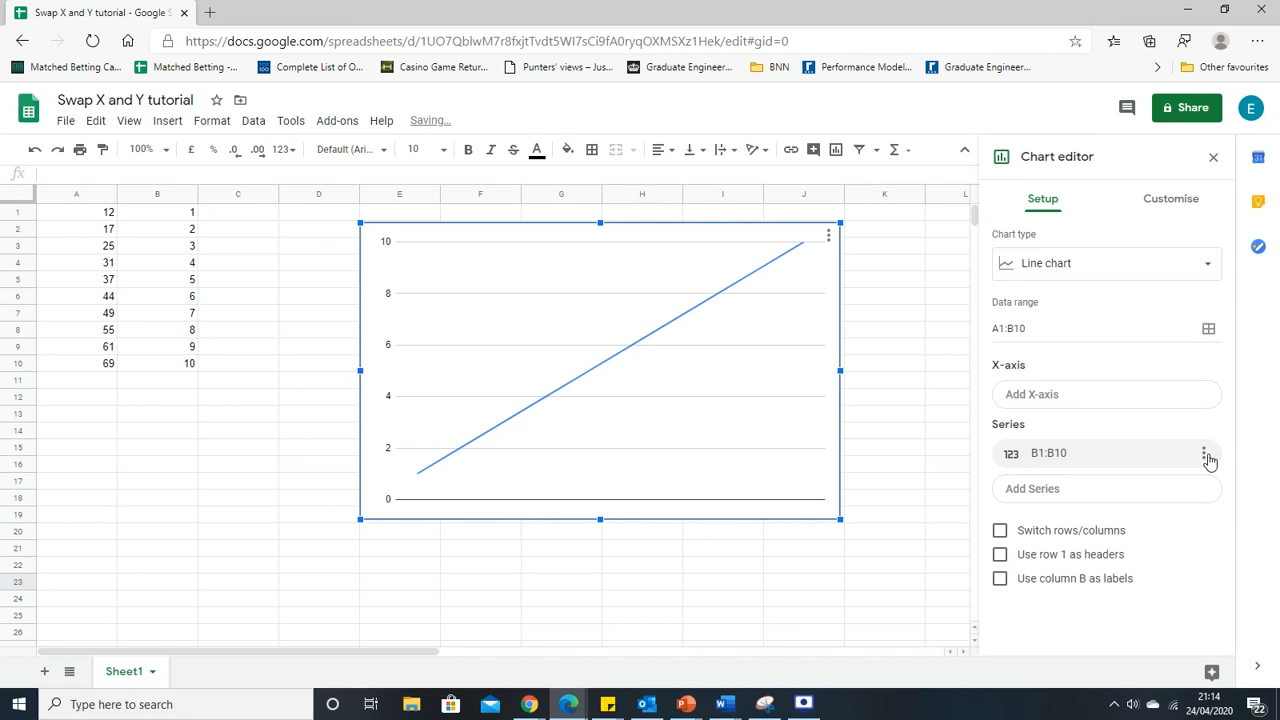 Swap X and Y tutorial - Google S
https://docs.google.com/spreadsheets/d/1UO7QblwM7r8fxjtTvdt5WI7sCi9fA0ryqOXMSXz1Hek/edit#gid=0
Matched Betting Ca... Matched Betting -... Complete List of O... Casino Game Retur... Punters' views – Jus... Graduate Engine... BNN Performance Model... Graduate Engineer... Other favourites
Swap X and Y tutorial
Share
E
File Edit View Insert Format Data Tools Add-ons Help Saving...
100% £ % .0 .00 123 Default (Ari... 10 B I S A Σ
fx
Chart editor
A B C D E F G H I J K L
Setup Customise
1 12 1
2 17 2
3 25 3
4 31 4
5 37 5
6 44 6
7 49 7
8 55 8
9 61 9
10 69 10
11
12
13
14
15
16
17
18
19
20
21
22
23
24
25
26
10
8
6
4
2
0
Chart type
Line chart
Data range
A1:B10
X-axis
Add X-axis
Series
123 B1:B10
Add Series
Switch rows/columns
Use row 1 as headers
Use column B as labels
Sheet1
Type here to search
21:14
24/04/2020
22